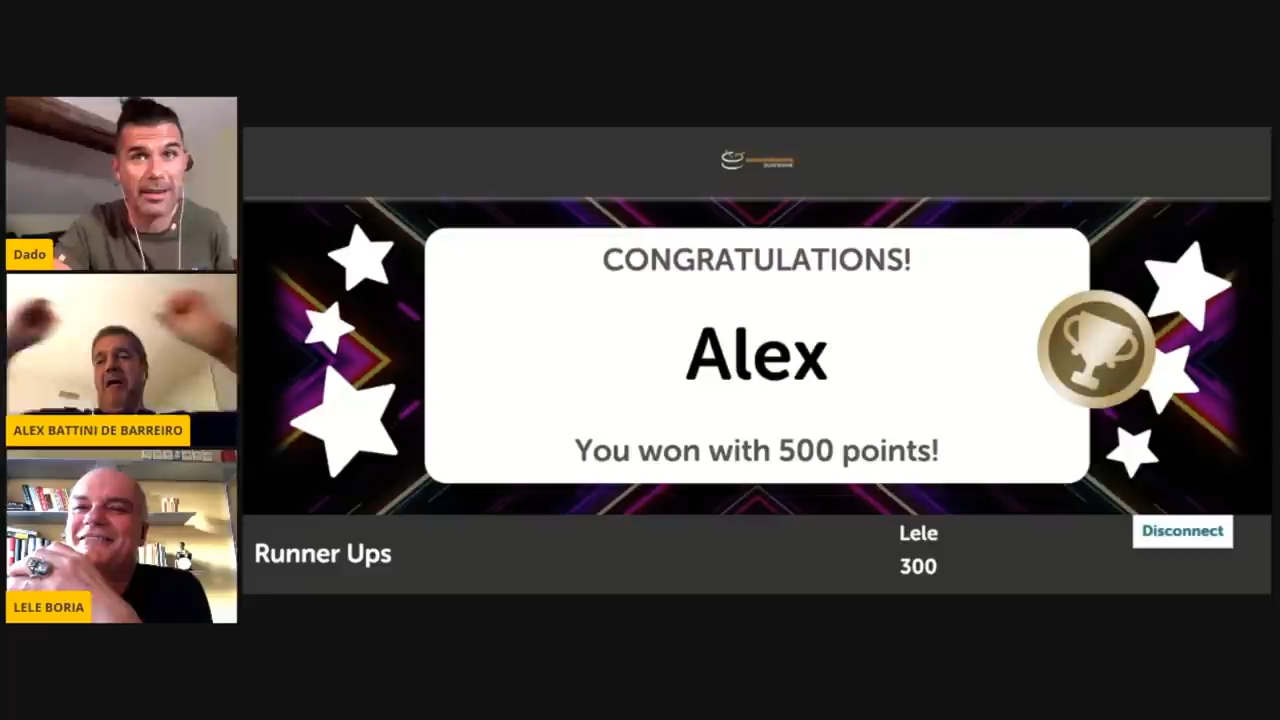 Dado
ALEX BATTINI DE BARREIRO
LELE BORIA
CONGRATULATIONS!
Alex
You won with 500 points!
Runner Ups
Lele
300
Disconnect